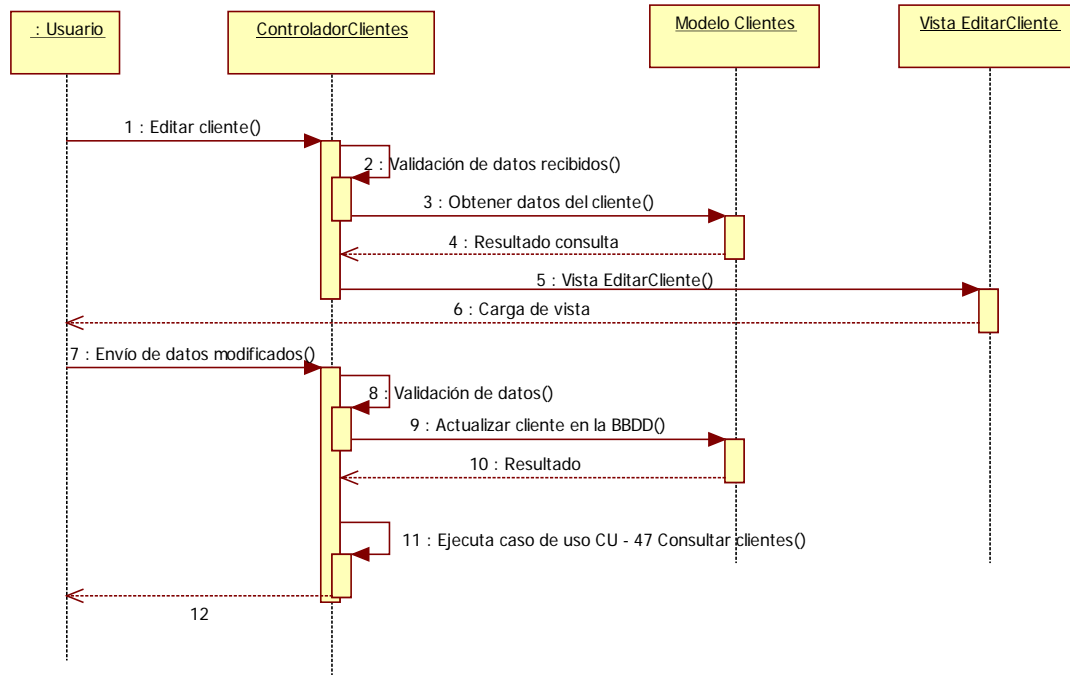 : Usuario
ControladorClientes
Modelo Clientes
Vista EditarCliente
1 : Editar cliente()
2 : Validación de datos recibidos()
3 : Obtener datos del cliente()
4 : Resultado consulta
5 : Vista EditarCliente()
6 : Carga de vista
7 : Envío de datos modificados()
8 : Validación de datos()
9 : Actualizar cliente en la BBDD()
10 : Resultado
11 : Ejecuta caso de uso CU - 47 Consultar clientes()
12